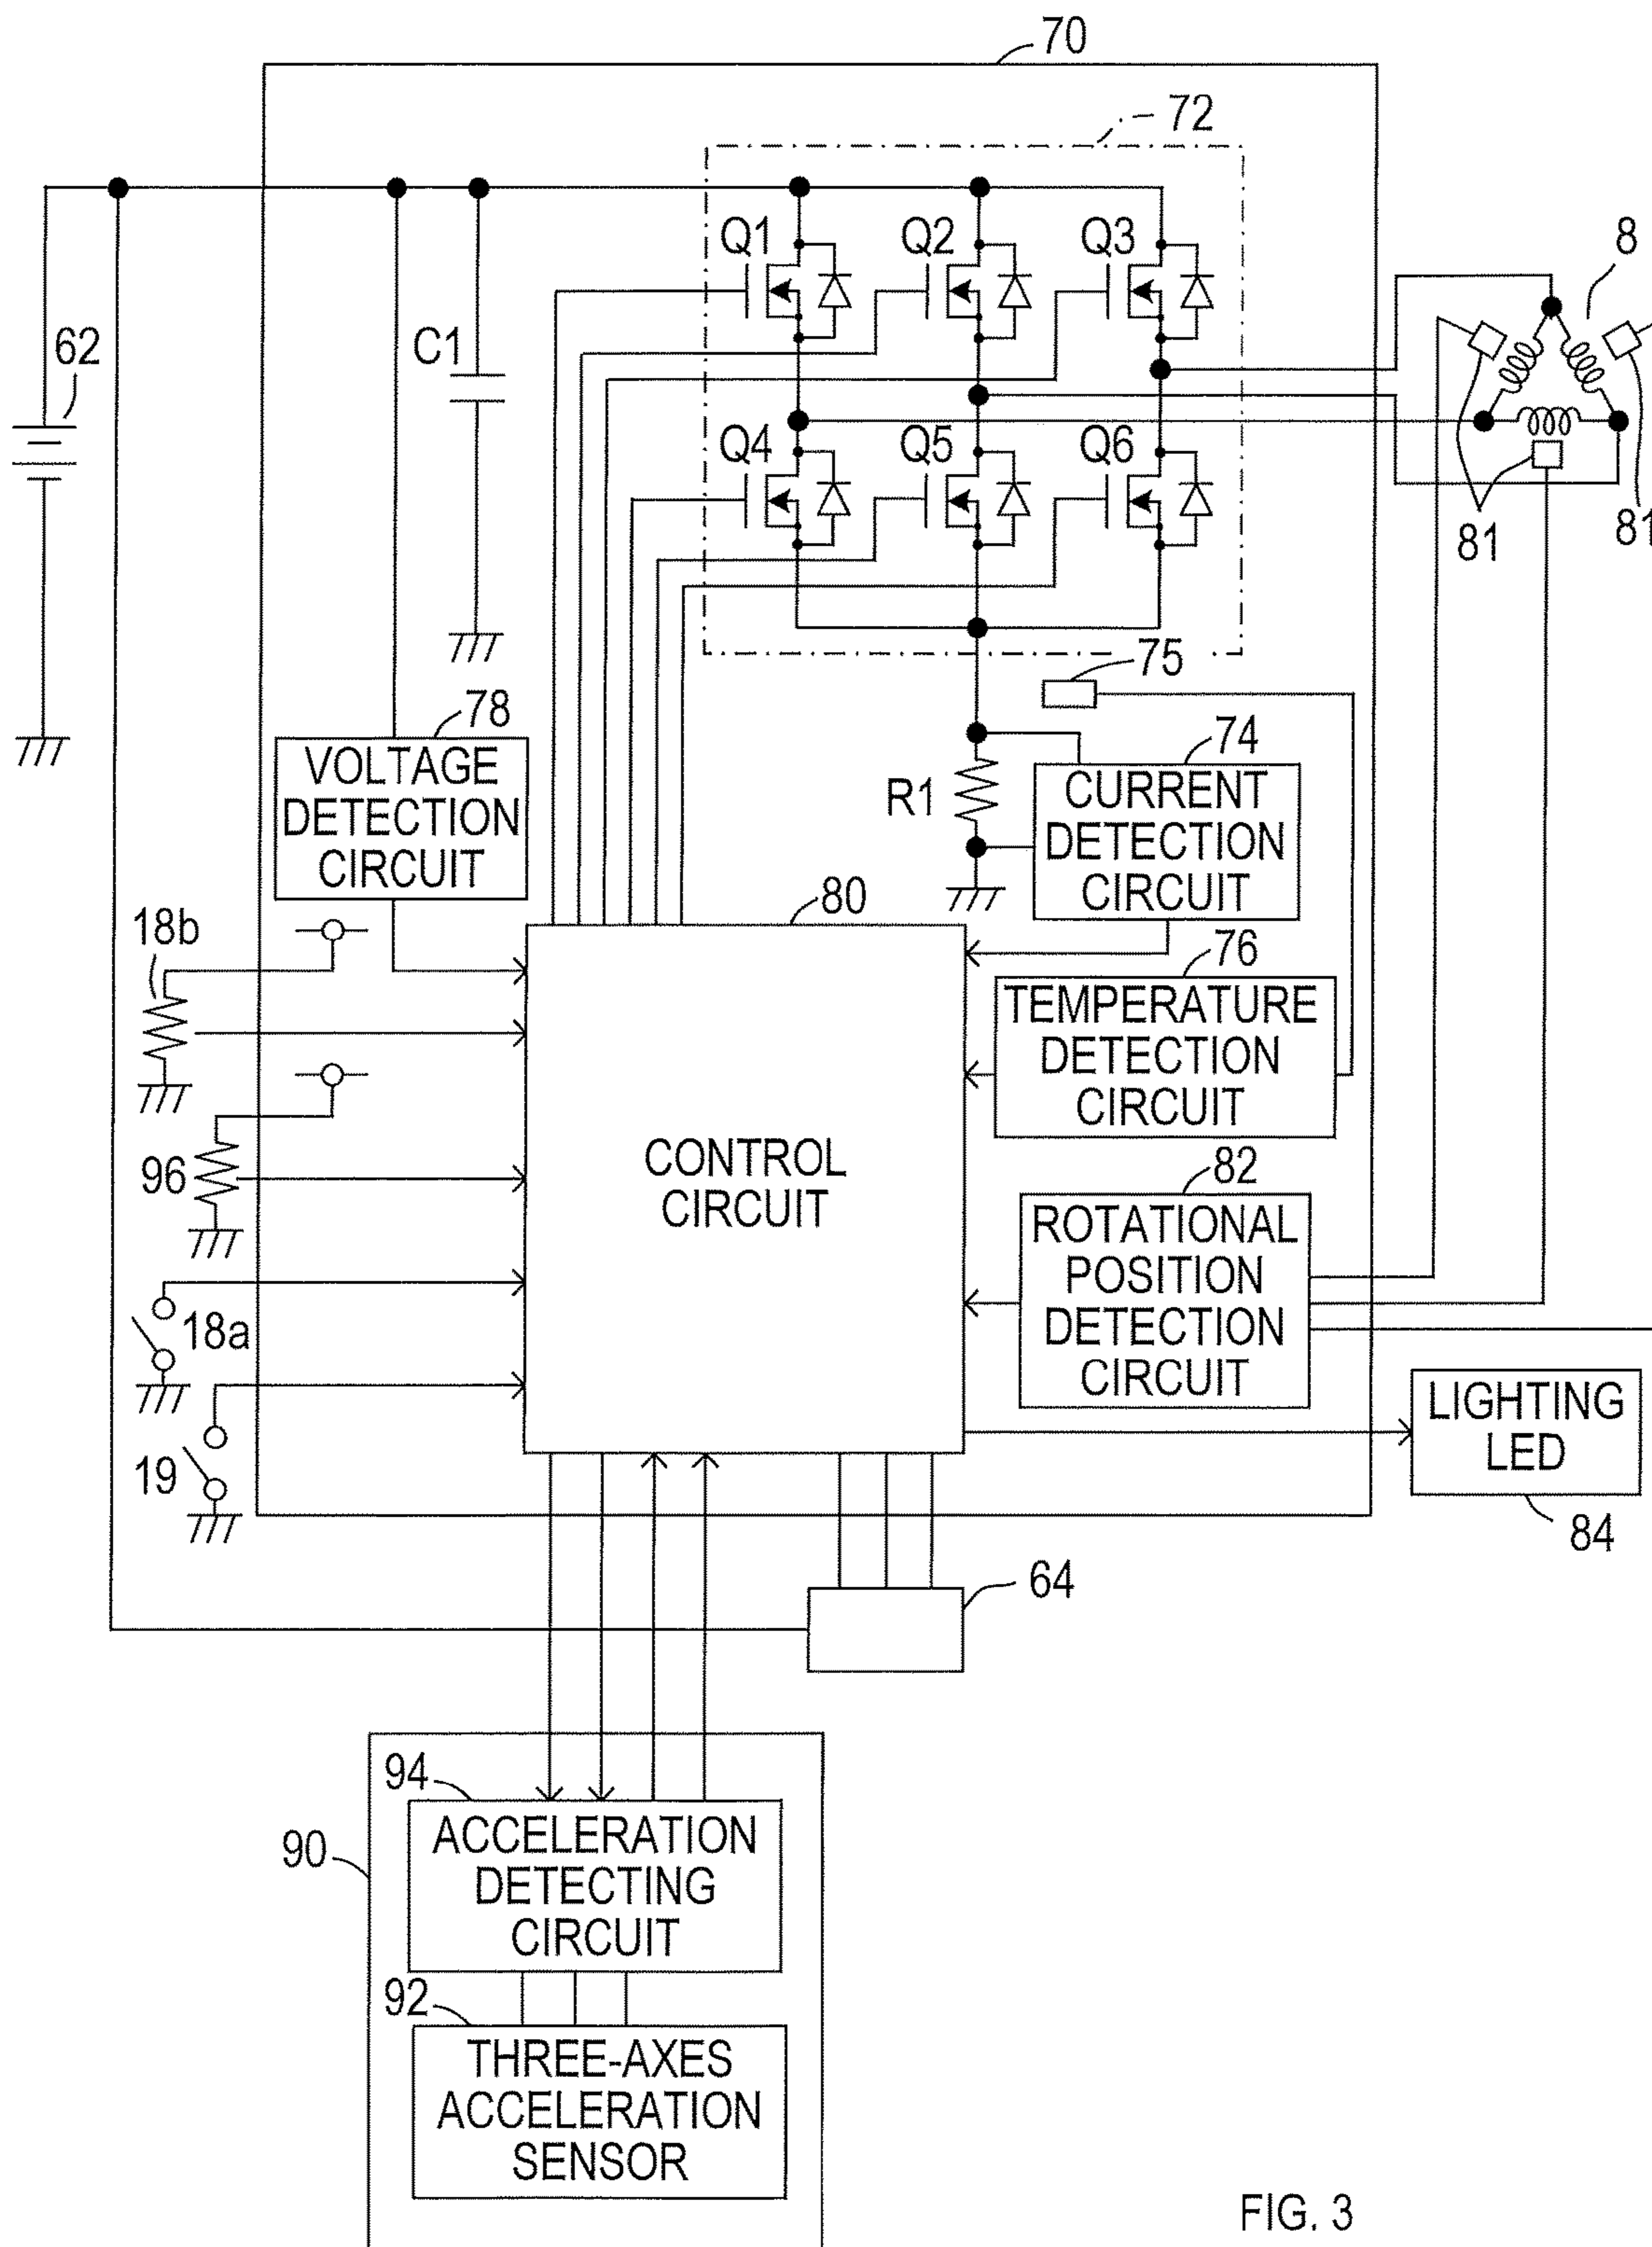 70
72
Q1
Q2
Q3
8
62
C1
Q4
Q5
Q6
81
81
75
78
74
VOLTAGE
DETECTION
CIRCUIT
R1
CURRENT
DETECTION
CIRCUIT
18b
80
76
TEMPERATURE
DETECTION
CIRCUIT
96
CONTROL
CIRCUIT
82
ROTATIONAL
POSITION
DETECTION
CIRCUIT
18a
19
LIGHTING
LED
84
64
94
ACCELERATION
DETECTING
CIRCUIT
90
92
THREE-AXES
ACCELERATION
SENSOR
FIG. 3